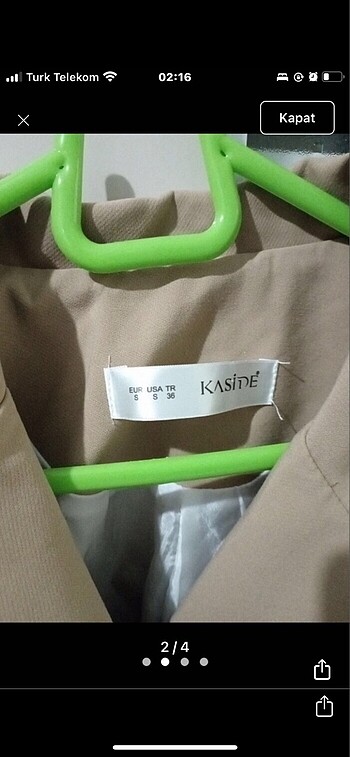 Turk Telekom
02:16
Kapat
EUR USA TR
S S 36
KASİDE
2/4